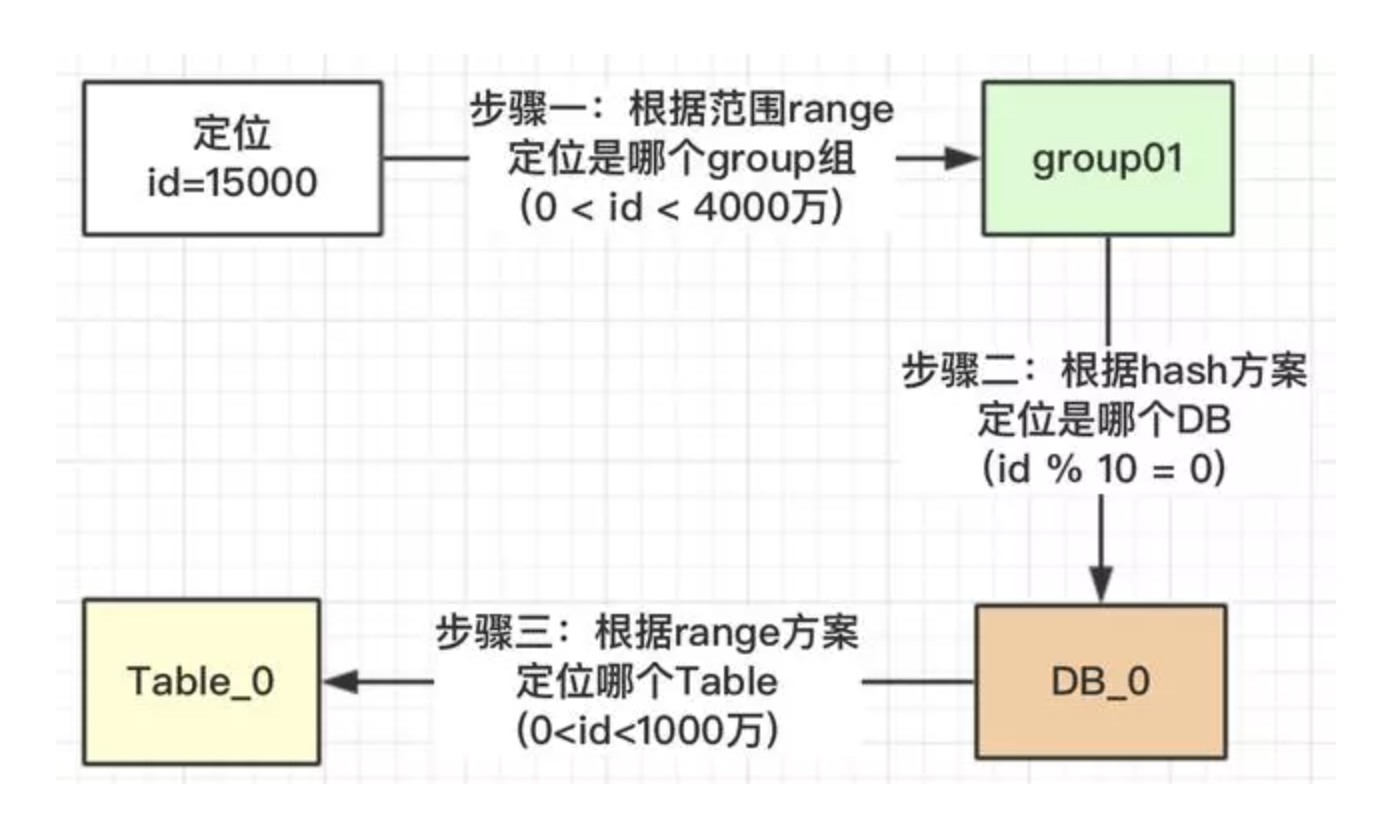 定位
id=15000
步骤一：根据范围range
定位是哪个group组
(0 < id < 4000万)
group01
步骤二：根据hash方案
定位是哪个DB
(id % 10 = 0)
DB_0
步骤三：根据range方案
定位哪个Table
(0<id<1000万)
Table_0